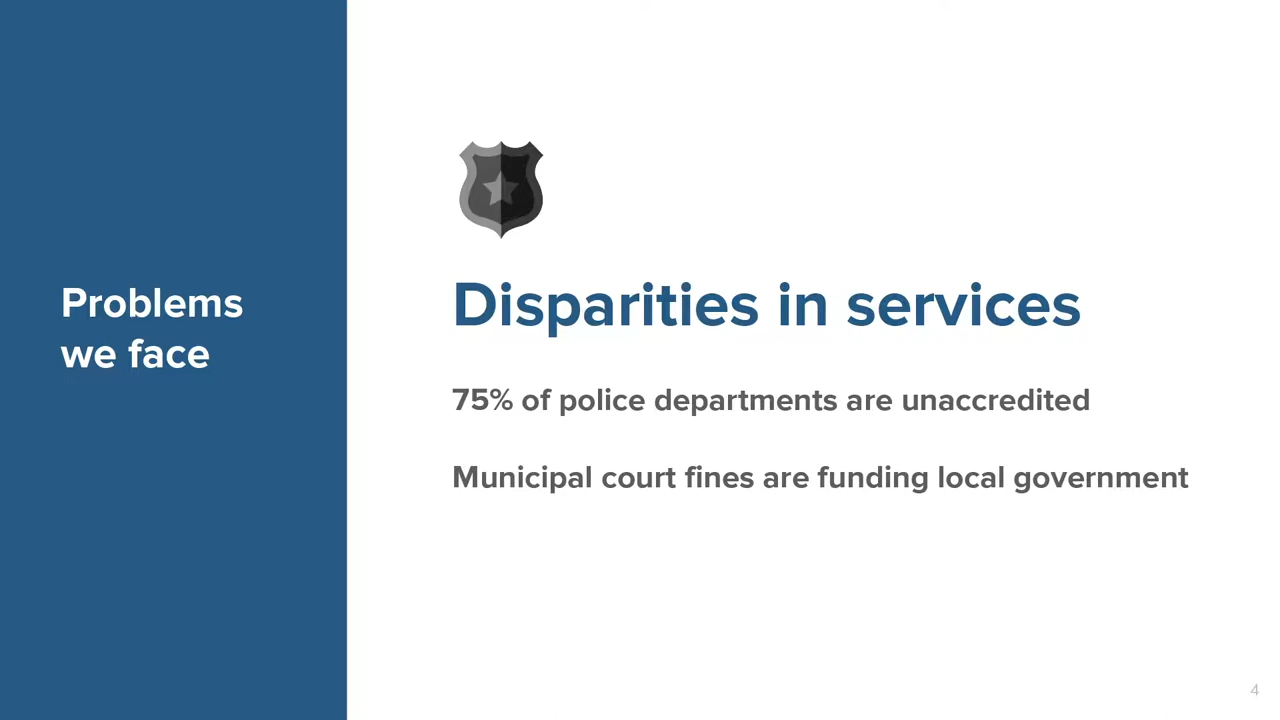 Problems
we face
Disparities in services
75% of police departments are unaccredited
Municipal court fines are funding local government
4